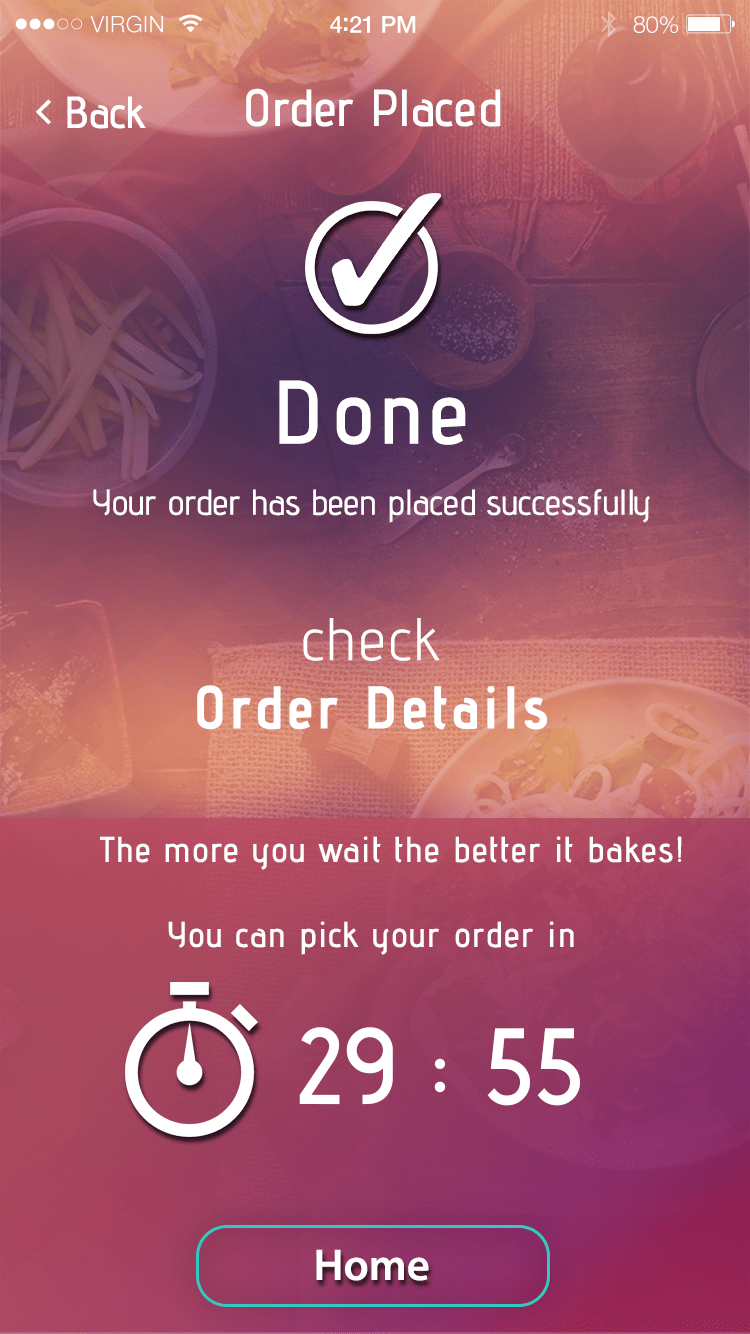 VIRGIN 4:21 PM 80%
< Back Order Placed
Done
Your order has been placed successfully
check
Order Details
The more you wait the better it bakes!
You can pick your order in
29 : 55
Home